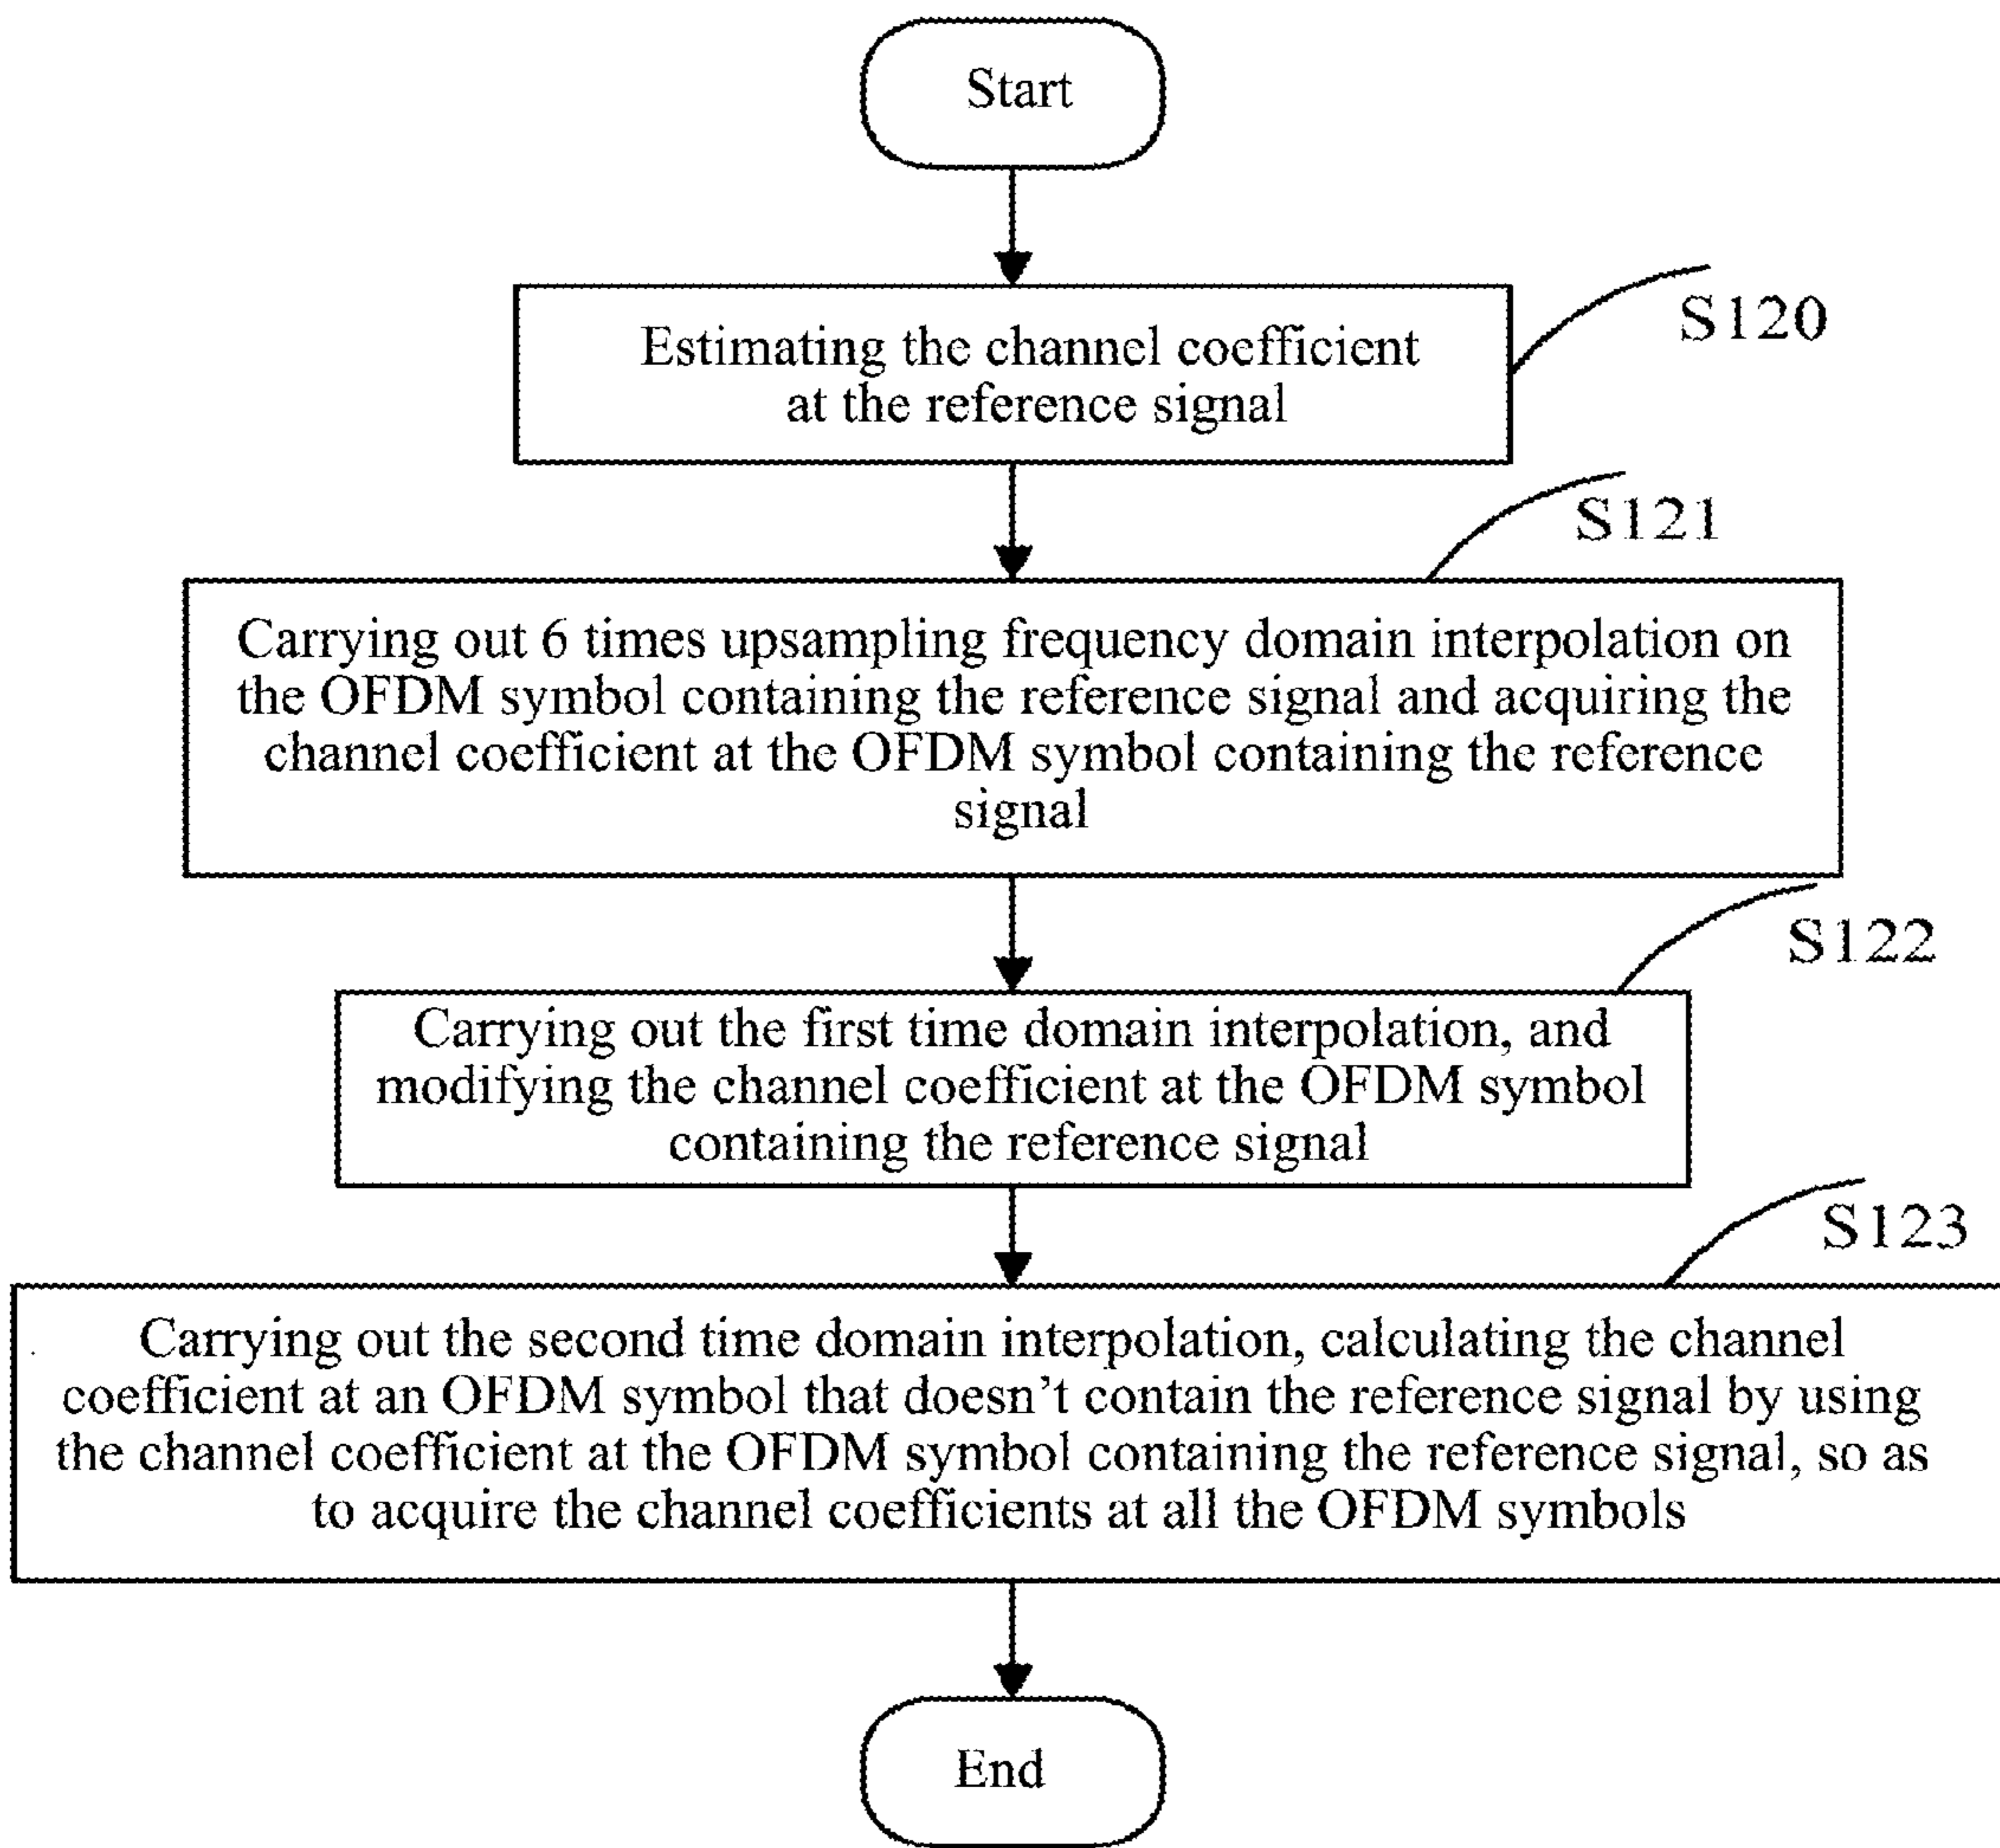 Start
S120
Estimating the channel coefficient
at the reference signal
S121
Carrying out 6 times upsampling frequency domain interpolation on
the OFDM symbol containing the reference signal and acquiring the
channel coefficient at the OFDM symbol containing the reference
signal
S122
Carrying out the first time domain interpolation, and
modifying the channel coefficient at the OFDM symbol
containing the reference signal
S123
Carrying out the second time domain interpolation, calculating the channel
coefficient at an OFDM symbol that doesn’t contain the reference signal by using
the channel coefficient at the OFDM symbol containing the reference signal, so as
to acquire the channel coefficients at all the OFDM symbols
End